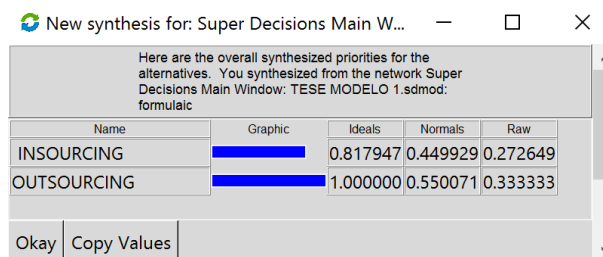 New synthesis for: Super Decisions Main W...
Here are the overall synthesized priorities for the
alternatives. You synthesized from the network Super
Decisions Main Window: TESE MODELO 1.sdmod:
formulaic
Name Graphic Ideals Normals Raw
INSOURCING 0.817947 0.449929 0.272649
OUTSOURCING 1.000000 0.550071 0.333333
Okay Copy Values